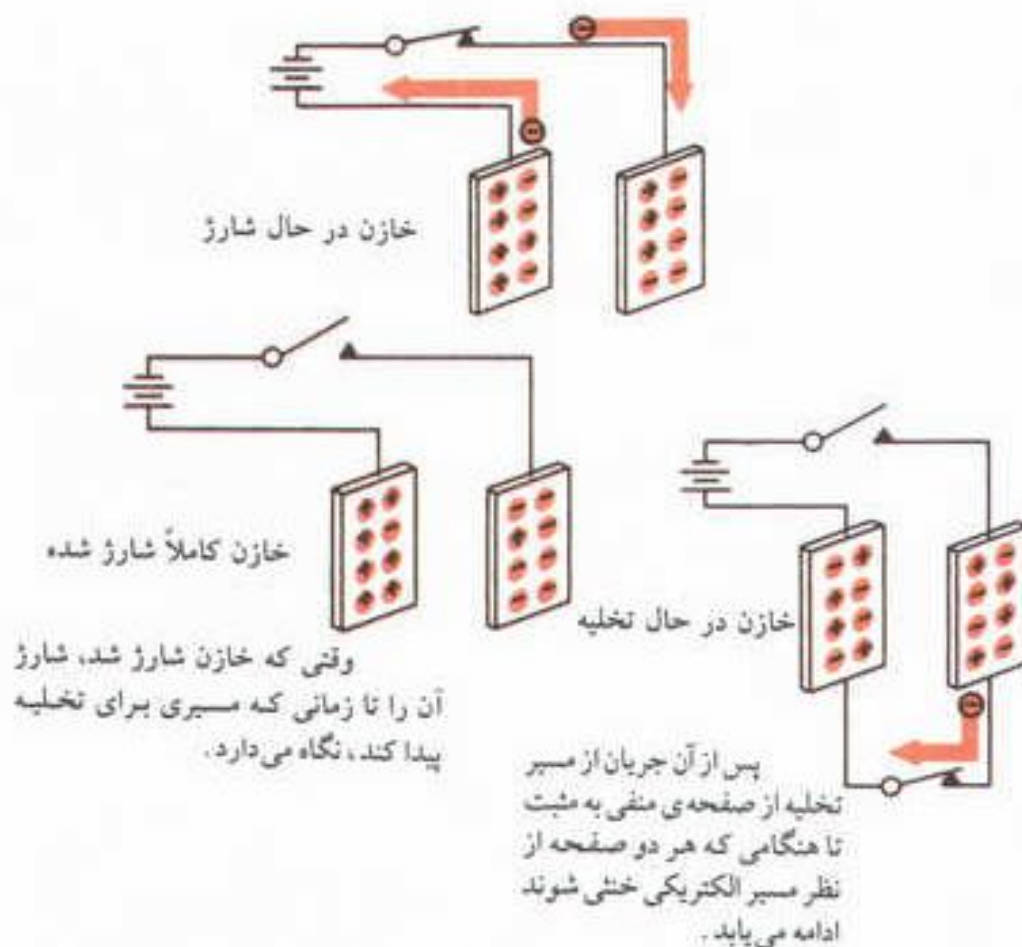 خازن در حال شارژ
خازن کاملاً شارژ شده
وقتی که خازن شارژ شد، شارژ
آن را تا زمانی که مسیری برای تخلیه
پیدا کند، نگاه می‌دارد.
خازن در حال تخلیه
پس از آن جریان از مسیر
تخلیه از صفحه‌ی منفی به مثبت
تا هنگامی که هر دو صفحه از
نظر مسیر الکتریکی خنثی شوند
ادامه می‌یابد.